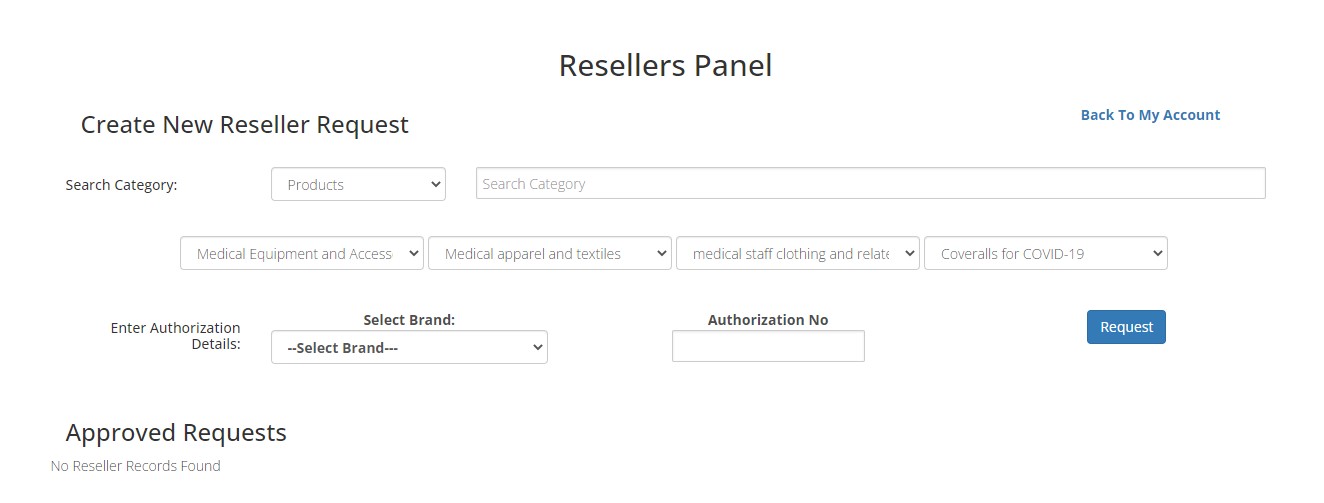 Resellers Panel
Create New Reseller Request
Back To My Account
Search Category:
Products
Search Category
Medical Equipment and Access
Medical apparel and textiles
medical staff clothing and relate
Coveralls for COVID-19
Enter Authorization
Details:
Select Brand:
--Select Brand---
Authorization No
Request
Approved Requests
No Reseller Records Found